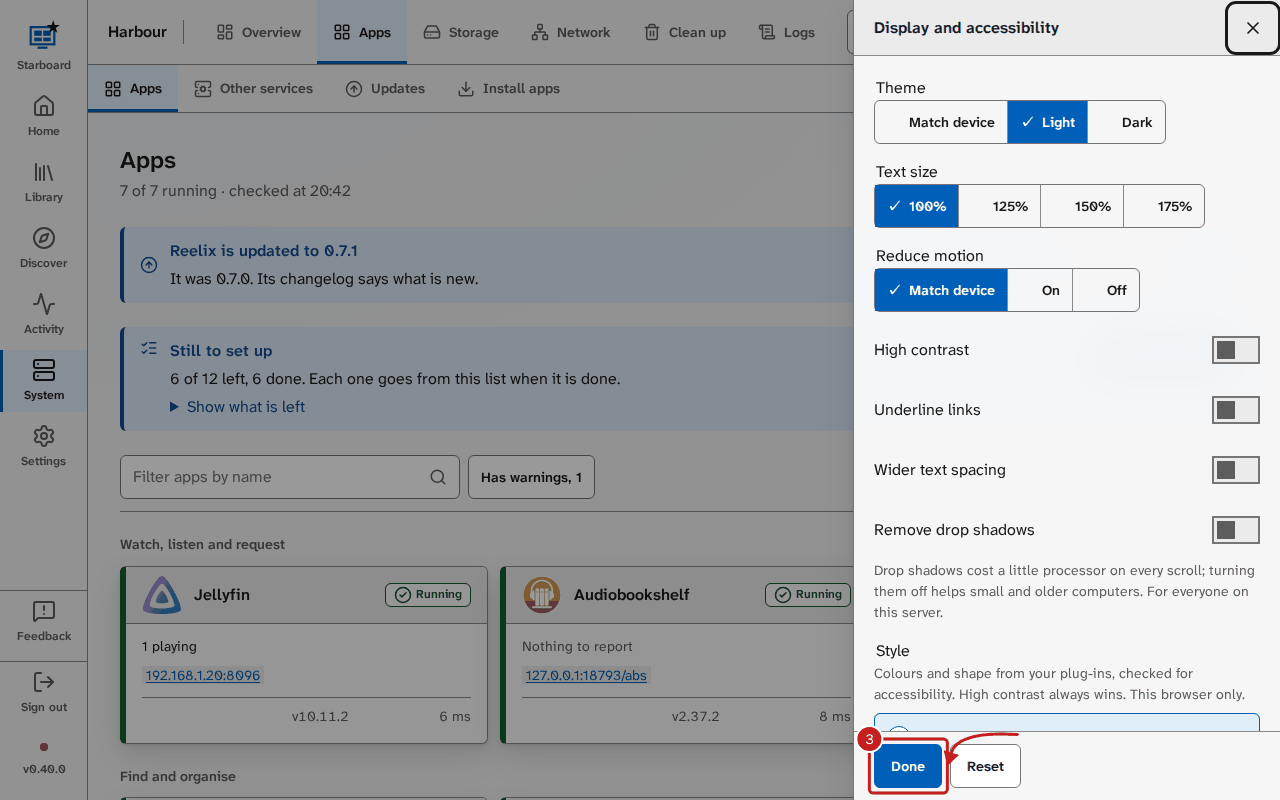 Starboard
Home
Library
Discover
Activity
System
Settings
Feedback
Sign out
v0.40.0
Harbour
Overview
Apps
Storage
Network
Clean up
Logs
Apps
Other services
Updates
Install apps
Apps
7 of 7 running · checked at 20:42
Reelix is updated to 0.7.1
It was 0.7.0. Its changelog says what is new.
Still to set up
6 of 12 left, 6 done. Each one goes from this list when it is done.
Show what is left
Filter apps by name
Has warnings, 1
Watch, listen and request
Jellyfin
Running
1 playing
192.168.1.20:8096
v10.11.2
6 ms
Audiobookshelf
Running
Nothing to report
127.0.0.1:18793/abs
v2.37.2
8 ms
Find and organise
Display and accessibility
Theme
Match device
✓ Light
Dark
Text size
✓ 100%
125%
150%
175%
Reduce motion
✓ Match device
On
Off
High contrast
Underline links
Wider text spacing
Remove drop shadows
Drop shadows cost a little processor on every scroll; turning
them off helps small and older computers. For everyone on
this server.
Style
Colours and shape from your plug-ins, checked for
accessibility. High contrast always wins. This browser only.
3
Done
Reset